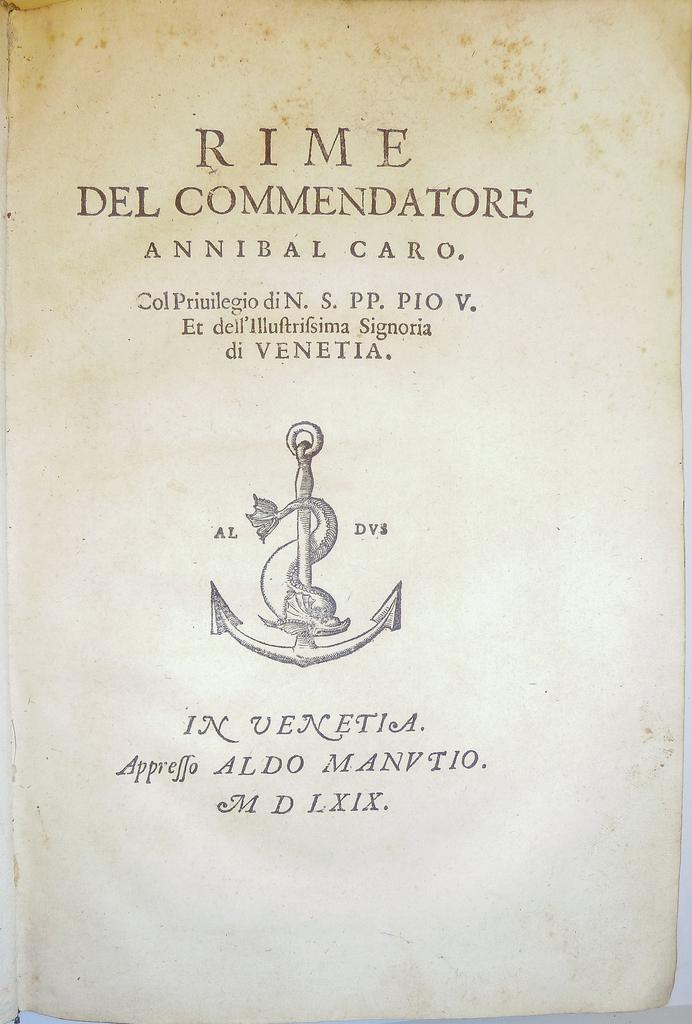 RIME
DEL COMMENDATORE
ANNIBAL CARO.
Col Priuilegio di N. S. PP. PIO V.
Et dell'Illuſtriſsima Signoria
di VENETIA.
AL DVS
IN VENETIA.
Appreſſo ALDO MANVTIO.
M D LXIX.